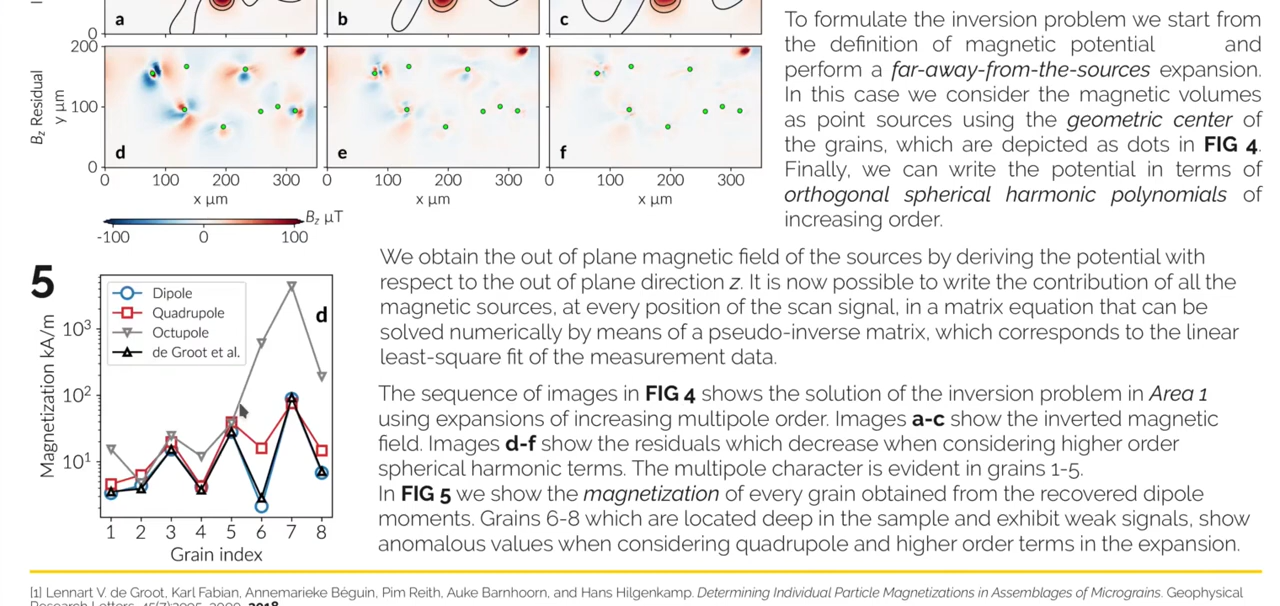 a
b
c
0
200
100
0
Bz Residual
y µm
d
e
f
0
100
200
300
0
100
200
300
0
100
200
300
x µm
x µm
x µm
Bz µT
-100
0
100
To formulate the inversion problem we start from
the definition of magnetic potential and
perform a far-away-from-the-sources expansion.
In this case we consider the magnetic volumes
as point sources using the geometric center of
the grains, which are depicted as dots in FIG 4.
Finally, we can write the potential in terms of
orthogonal spherical harmonic polynomials of
increasing order.
5
Dipole
Quadrupole
Octupole
de Groot et al.
d
Magnetization kA/m
10³
10²
10¹
1 2 3 4 5 6 7 8
Grain index
We obtain the out of plane magnetic field of the sources by deriving the potential with
respect to the out of plane direction z. It is now possible to write the contribution of all the
magnetic sources, at every position of the scan signal, in a matrix equation that can be
solved numerically by means of a pseudo-inverse matrix, which corresponds to the linear
least-square fit of the measurement data.
The sequence of images in FIG 4 shows the solution of the inversion problem in Area 1
using expansions of increasing multipole order. Images a-c show the inverted magnetic
field. Images d-f show the residuals which decrease when considering higher order
spherical harmonic terms. The multipole character is evident in grains 1-5.
In FIG 5 we show the magnetization of every grain obtained from the recovered dipole
moments. Grains 6-8 which are located deep in the sample and exhibit weak signals, show
anomalous values when considering quadrupole and higher order terms in the expansion.
[1] Lennart V. de Groot, Karl Fabian, Annemarieke Béguin, Pim Reith, Auke Barnhoorn, and Hans Hilgenkamp. Determining Individual Particle Magnetizations in Assemblages of Micrograins. Geophysical